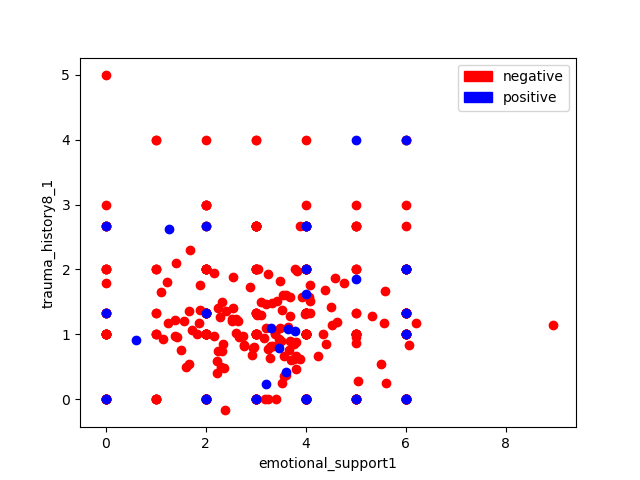 negative
positive
5
4
3
2
1
0
trauma_history8_1
0 2 4 6 8
emotional_support1